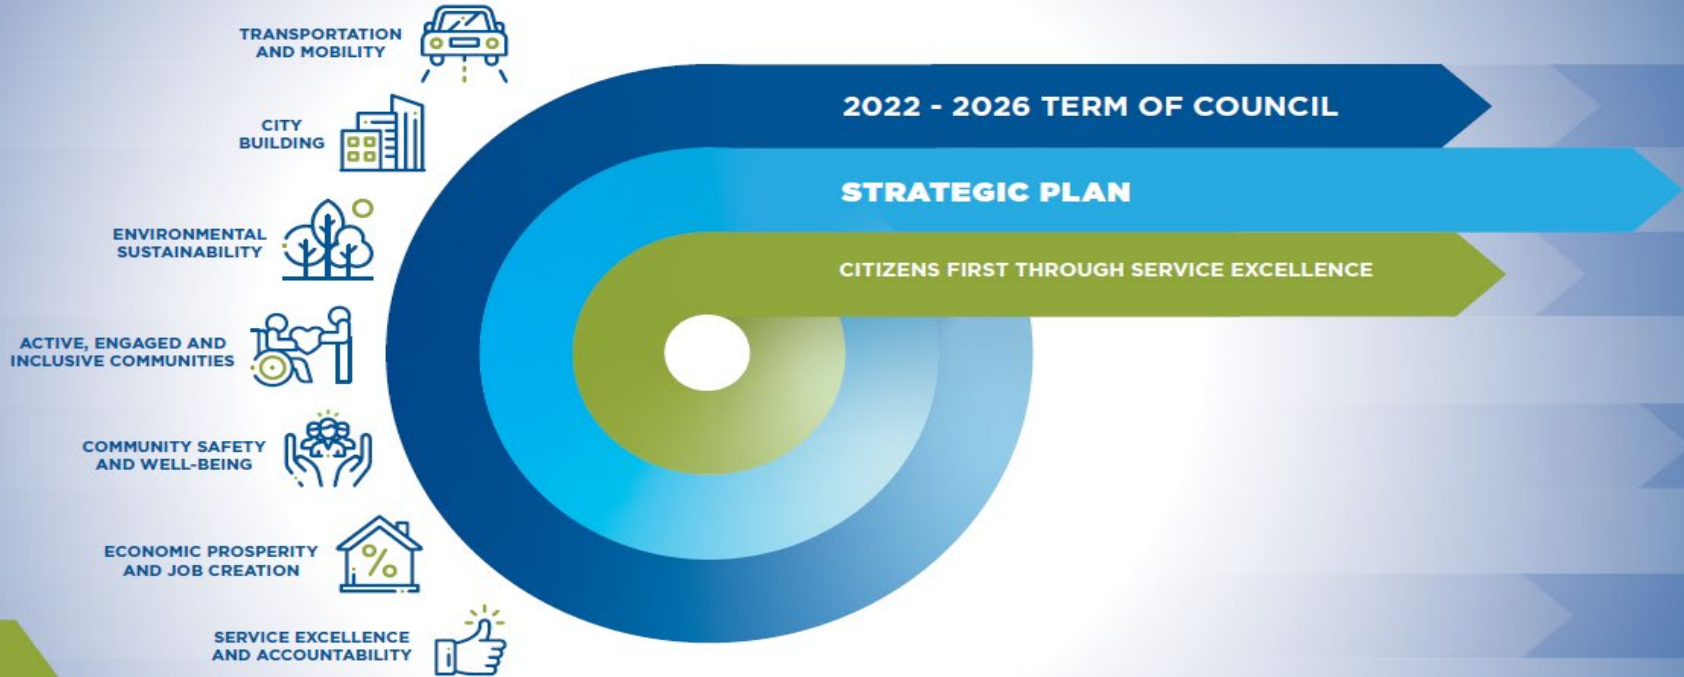 TRANSPORTATION
AND MOBILITY
CITY
BUILDING
ENVIRONMENTAL
SUSTAINABILITY
ACTIVE, ENGAGED AND
INCLUSIVE COMMUNITIES
COMMUNITY SAFETY
AND WELL-BEING
ECONOMIC PROSPERITY
AND JOB CREATION
SERVICE EXCELLENCE
AND ACCOUNTABILITY
2022 - 2026 TERM OF COUNCIL
STRATEGIC PLAN
CITIZENS FIRST THROUGH SERVICE EXCELLENCE